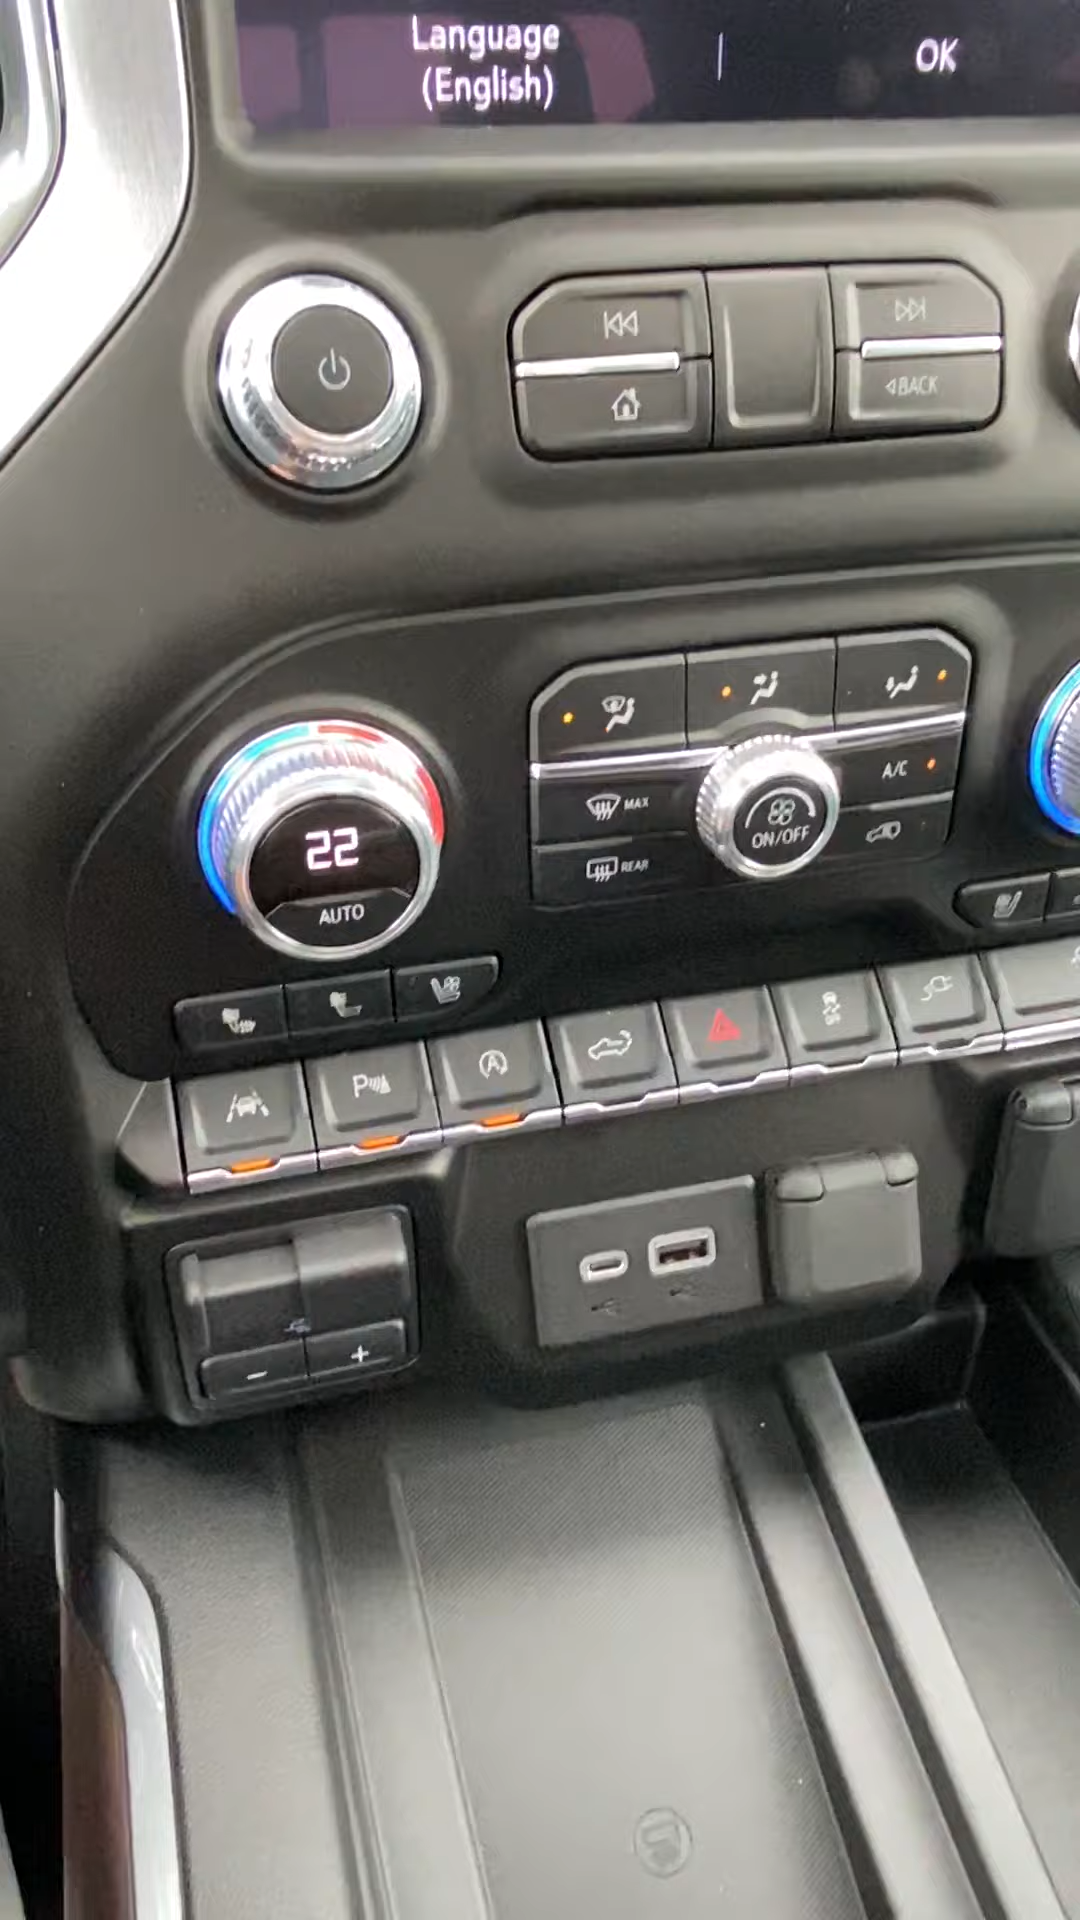 Language
(English)
OK
BACK
22
AUTO
MAX
REAR
A/C
ON/OFF
P
A
- +